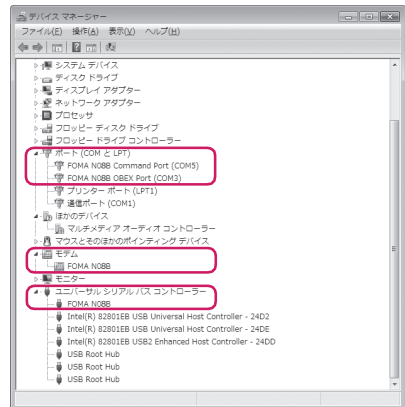 デバイス マネージャー
ファイル(F) 操作(A) 表示(V) ヘルプ(H)
システム デバイス
ディスク ドライブ
ディスプレイ アダプター
ネットワーク アダプター
プロセッサ
フロッピー ディスク ドライブ
フロッピー ドライブ コントローラー
ポート (COM と LPT)
FOMA N08B Command Port (COM5)
FOMA N08B OBEX Port (COM3)
プリンター ポート (LPT1)
通信ポート (COM1)
ほかのデバイス
マルチメディア オーディオ コントローラー
マウスとそのほかのポインティング デバイス
モデム
FOMA N08B
モニター
ユニバーサル シリアル バス コントローラー
FOMA N08B
Intel(R) 82801EB USB Universal Host Controller - 24D2
Intel(R) 82801EB USB Universal Host Controller - 24DE
Intel(R) 82801EB USB2 Enhanced Host Controller - 24DD
USB Root Hub
USB Root Hub
USB Root Hub